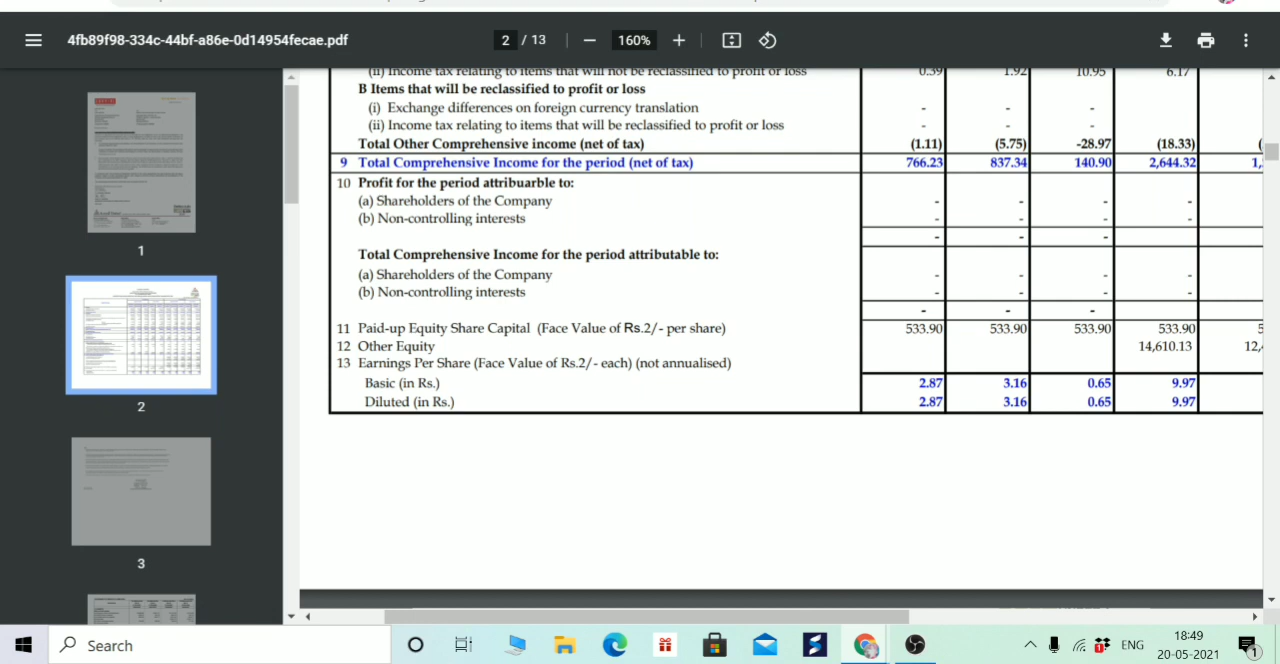 4fb89f98-334c-44bf-a86e-0d14954fecae.pdf 2 / 13 160%
(ii) Income tax relating to items that will not be reclassified to profit or loss 0.39 1.92 10.95 6.17
B Items that will be reclassified to profit or loss
(i) Exchange differences on foreign currency translation - - -
(ii) Income tax relating to items that will be reclassified to profit or loss - - -
Total Other Comprehensive income (net of tax) (1.11) (5.75) -28.97 (18.33) (
9 Total Comprehensive Income for the period (net of tax) 766.23 837.34 140.90 2,644.32 1,
10 Profit for the period attribuarble to:
(a) Shareholders of the Company - - - -
(b) Non-controlling interests - - - -
- - -
Total Comprehensive Income for the period attributable to:
(a) Shareholders of the Company - - - -
(b) Non-controlling interests - - - -
- - -
11 Paid-up Equity Share Capital (Face Value of Rs.2/- per share) 533.90 533.90 533.90 533.90 5
12 Other Equity 14,610.13 12,
13 Earnings Per Share (Face Value of Rs.2/- each) (not annualised)
Basic (in Rs.) 2.87 3.16 0.65 9.97
Diluted (in Rs.) 2.87 3.16 0.65 9.97
1
2
3
Search
ENG
18:49
20-05-2021
1